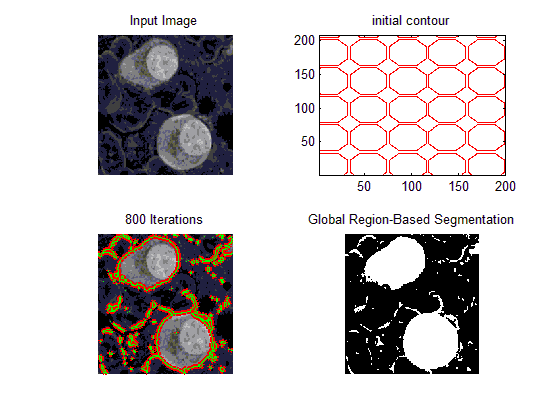 Input Image
initial contour
200
150
100
50
50
100
150
200
800 Iterations
Global Region-Based Segmentation